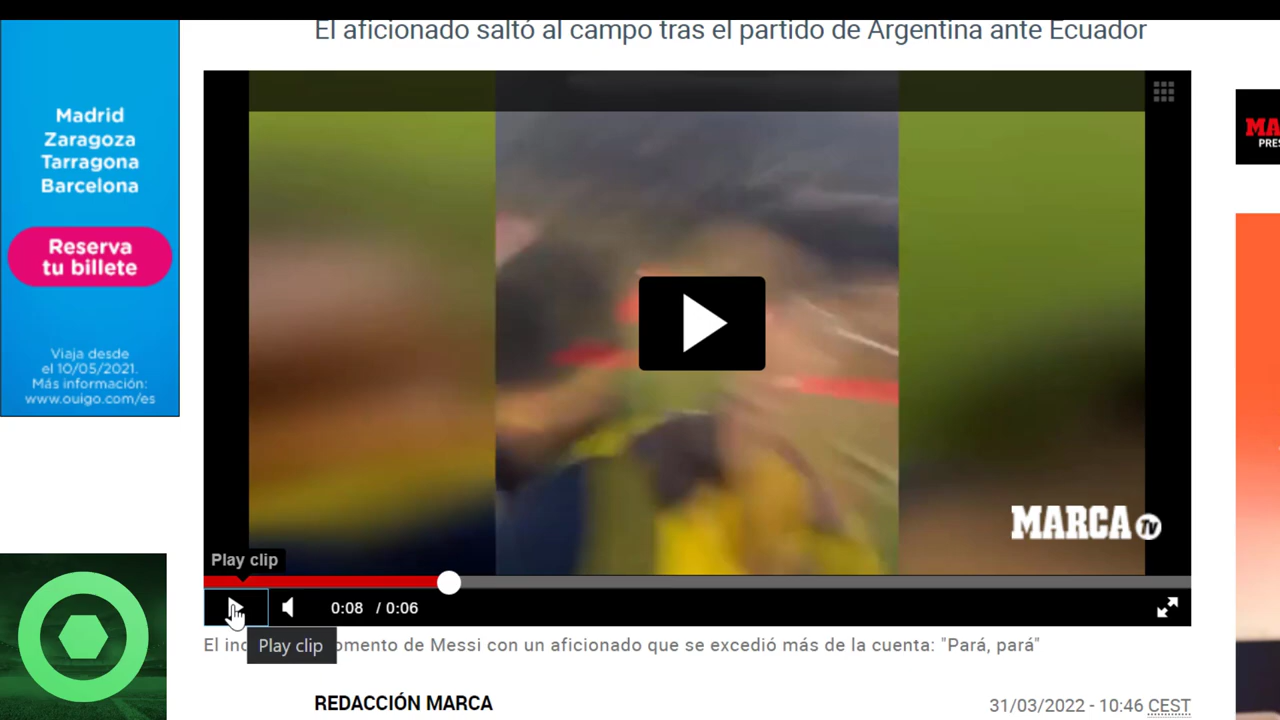 El aficionado saltó al campo tras el partido de Argentina ante Ecuador
Madrid
Zaragoza
Tarragona
Barcelona
Reserva
tu billete
Viaja desde
el 10/05/2021.
Más información:
www.ouigo.com/es
MARCA TV
Play clip
0:08 / 0:06
Play clip
omento de Messi con un aficionado que se excedió más de la cuenta: "Pará, pará"
REDACCIÓN MARCA
31/03/2022 - 10:46 CEST